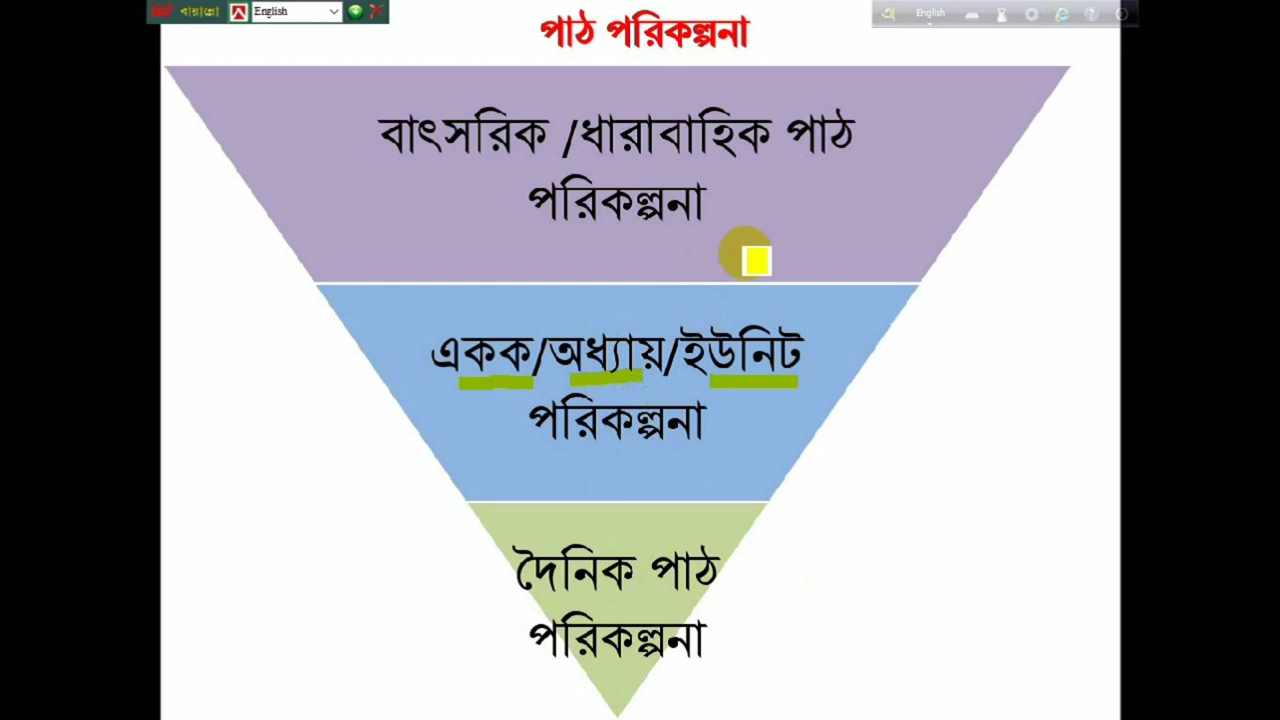 বায়ান্নো English
English
পাঠ পরিকল্পনা
বাৎসরিক /ধারাবাহিক পাঠ
পরিকল্পনা
একক/অধ্যায়/ইউনিট
পরিকল্পনা
দৈনিক পাঠ
পরিকল্পনা